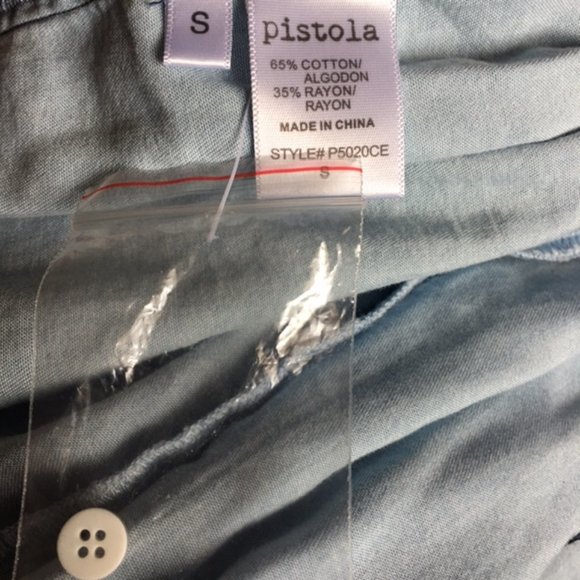 S
pistola
65% COTTON/
ALGODON
35% RAYON/
RAYON
MADE IN CHINA
STYLE# P5020CE
S